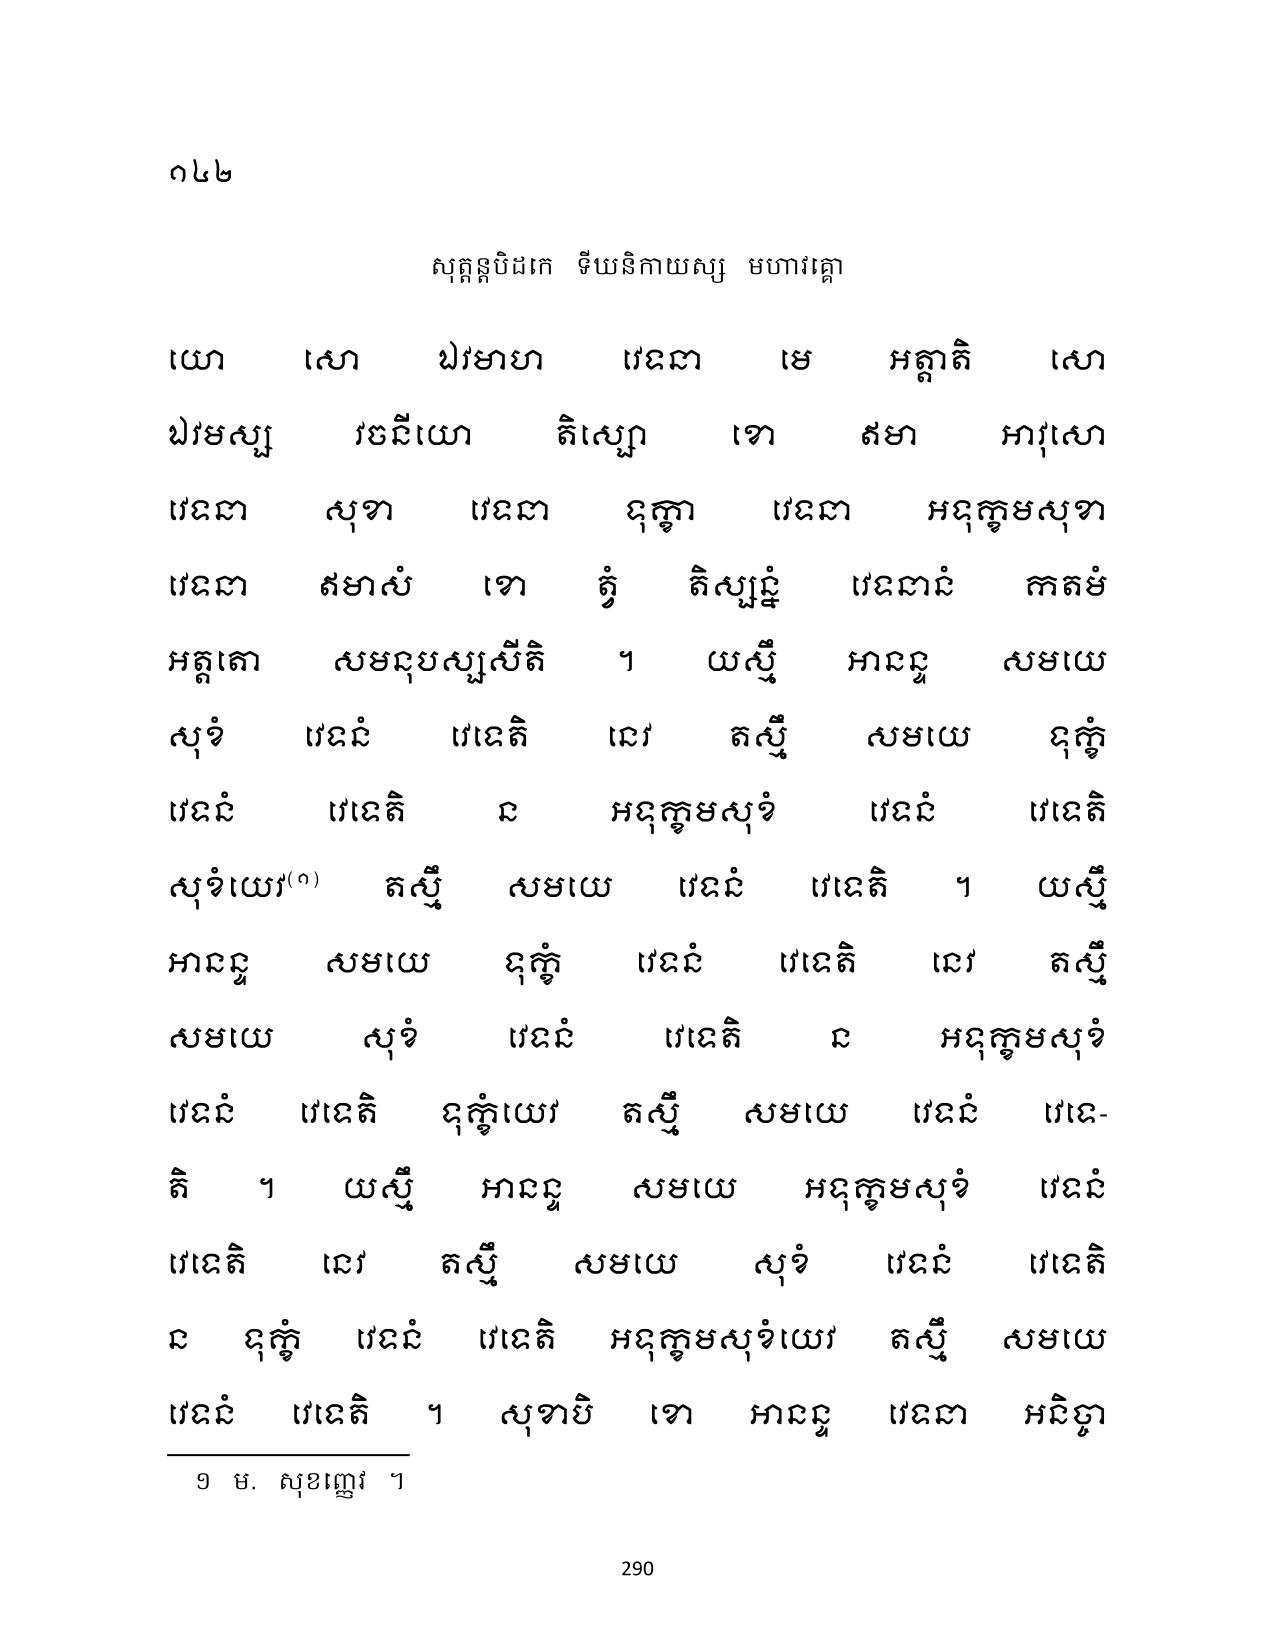 ១៤២
សុត្តន្តបិដកេ ទីឃនិកាយស្ស មហាវគ្គោ
យោ សោ ឯវមាហ វេទនា មេ អត្តាតិ សោ
ឯវមស្ស វចនីយោ តិស្សោ ខោ ឥមា អាវុសោ
វេទនា សុខា វេទនា ទុក្ខា វេទនា អទុក្ខមសុខា
វេទនា ឥមាសំ ខោ ត្វំ តិស្សន្នំ វេទនានំ កតមំ
អត្តតោ សមនុបស្សសីតិ ។ យស្មឹ អានន្ទ សមយេ
សុខំ វេទនំ វេទេតិ នេវ តស្មឹ សមយេ ទុក្ខំ
វេទនំ វេទេតិ ន អទុក្ខមសុខំ វេទនំ វេទេតិ
សុខំយេវ(១) តស្មឹ សមយេ វេទនំ វេទេតិ ។ យស្មឹ
អានន្ទ សមយេ ទុក្ខំ វេទនំ វេទេតិ នេវ តស្មឹ
សមយេ សុខំ វេទនំ វេទេតិ ន អទុក្ខមសុខំ
វេទនំ វេទេតិ ទុក្ខំយេវ តស្មឹ សមយេ វេទនំ វេទេ-
តិ ។ យស្មឹ អានន្ទ សមយេ អទុក្ខមសុខំ វេទនំ
វេទេតិ នេវ តស្មឹ សមយេ សុខំ វេទនំ វេទេតិ
ន ទុក្ខំ វេទនំ វេទេតិ អទុក្ខមសុខំយេវ តស្មឹ សមយេ
វេទនំ វេទេតិ ។ សុខាបិ ខោ អានន្ទ វេទនា អនិច្ចា
១ ម. សុខញ្ញេវ ។
290